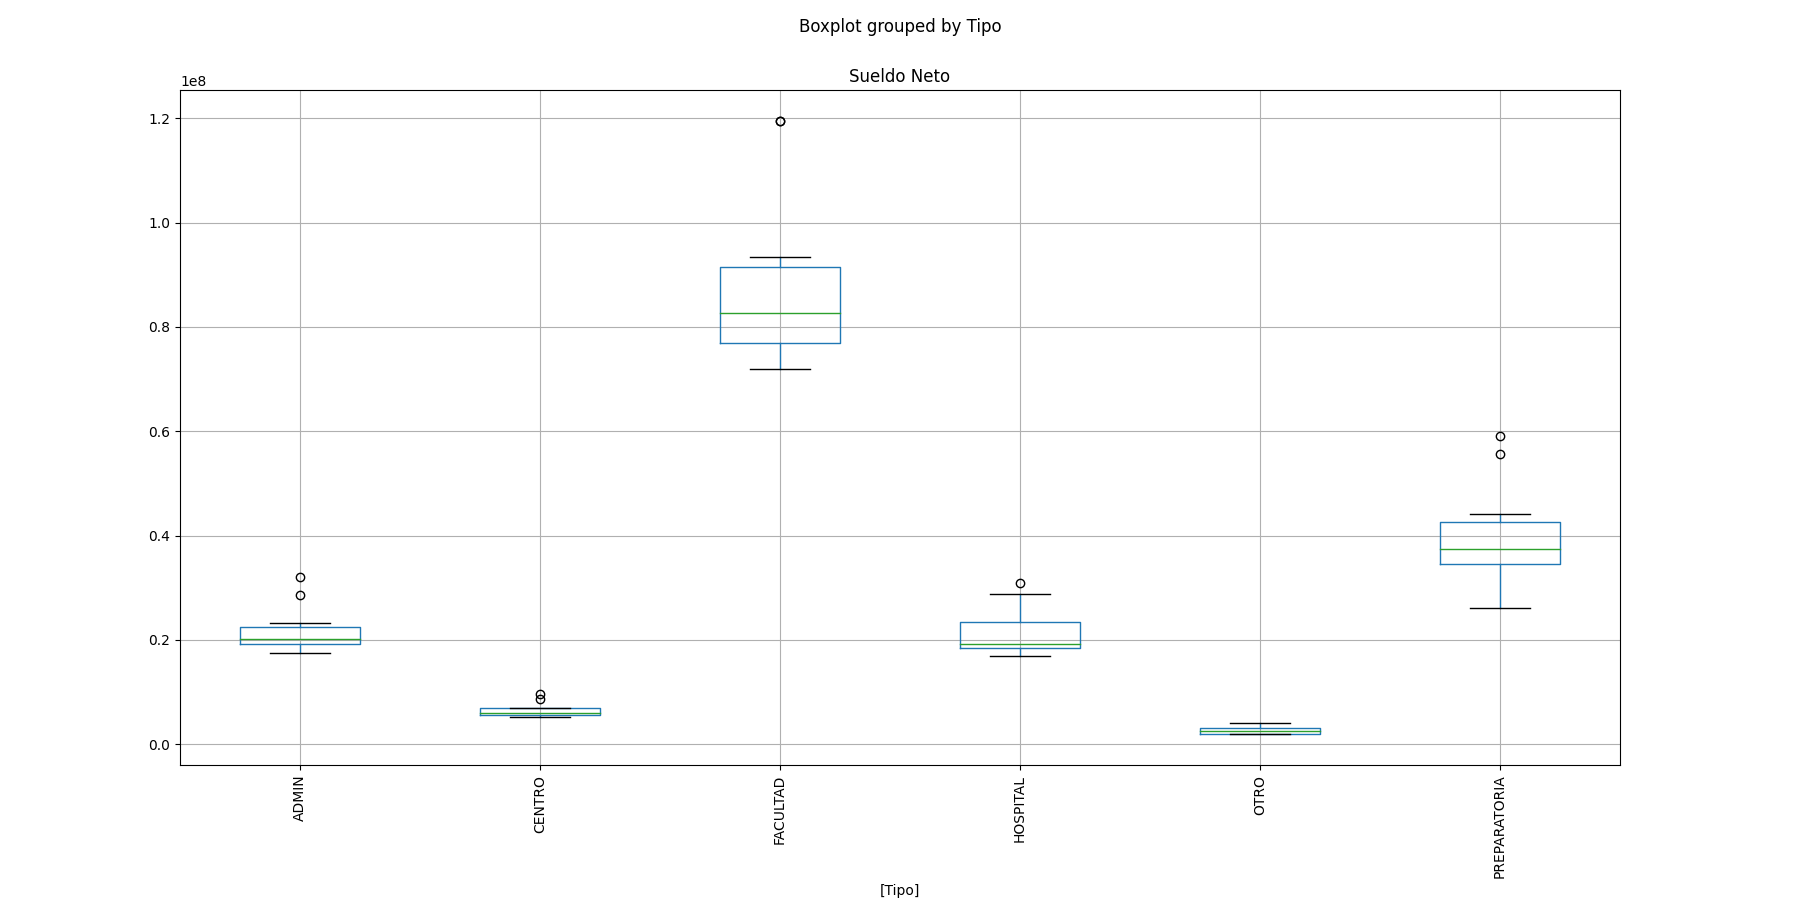 Boxplot grouped by Tipo
Sueldo Neto
1e8
1.2
1.0
0.8
0.6
0.4
0.2
0.0
ADMIN
CENTRO
FACULTAD
HOSPITAL
OTRO
PREPARATORIA
[Tipo]